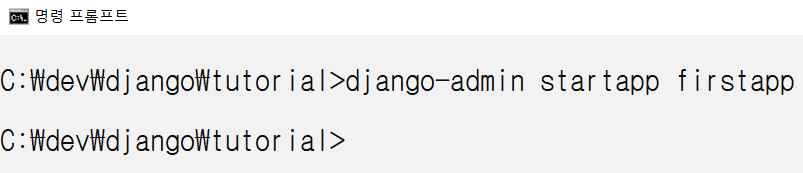 명령 프롬프트
C:₩dev₩django₩tutorial>django-admin startapp firstapp
C:₩dev₩django₩tutorial>